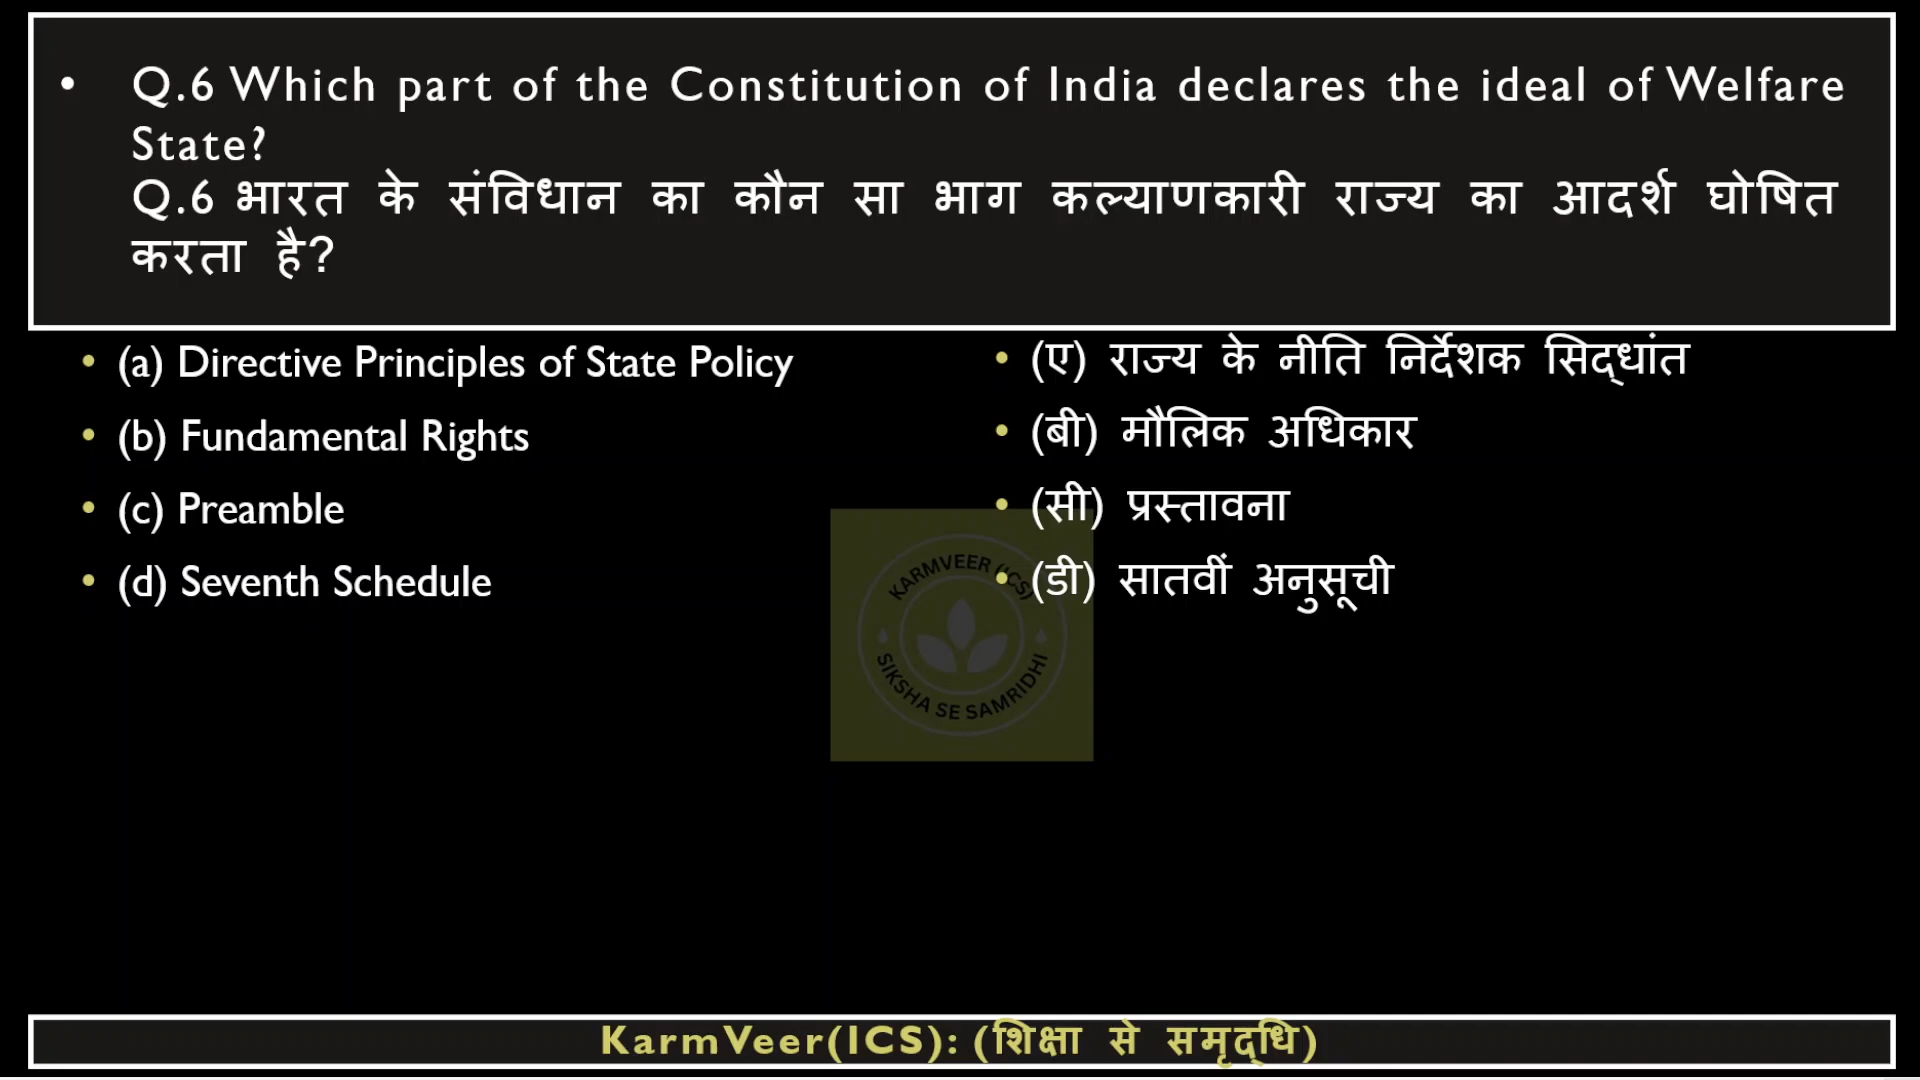 • Q.6 Which part of the Constitution of India declares the ideal of Welfare
State?
Q.6 भारत के संविधान का कौन सा भाग कल्याणकारी राज्य का आदर्श घोषित
करता है?
• (a) Directive Principles of State Policy
• (b) Fundamental Rights
• (c) Preamble
• (d) Seventh Schedule
• (ए) राज्य के नीति निर्देशक सिद्धांत
• (बी) मौलिक अधिकार
• (सी) प्रस्तावना
• (डी) सातवीं अनुसूची
KARMVEER (ICS)
SIKSHA SE SAMRIDHI
KarmVeer(ICS): (शिक्षा से समृद्धि)